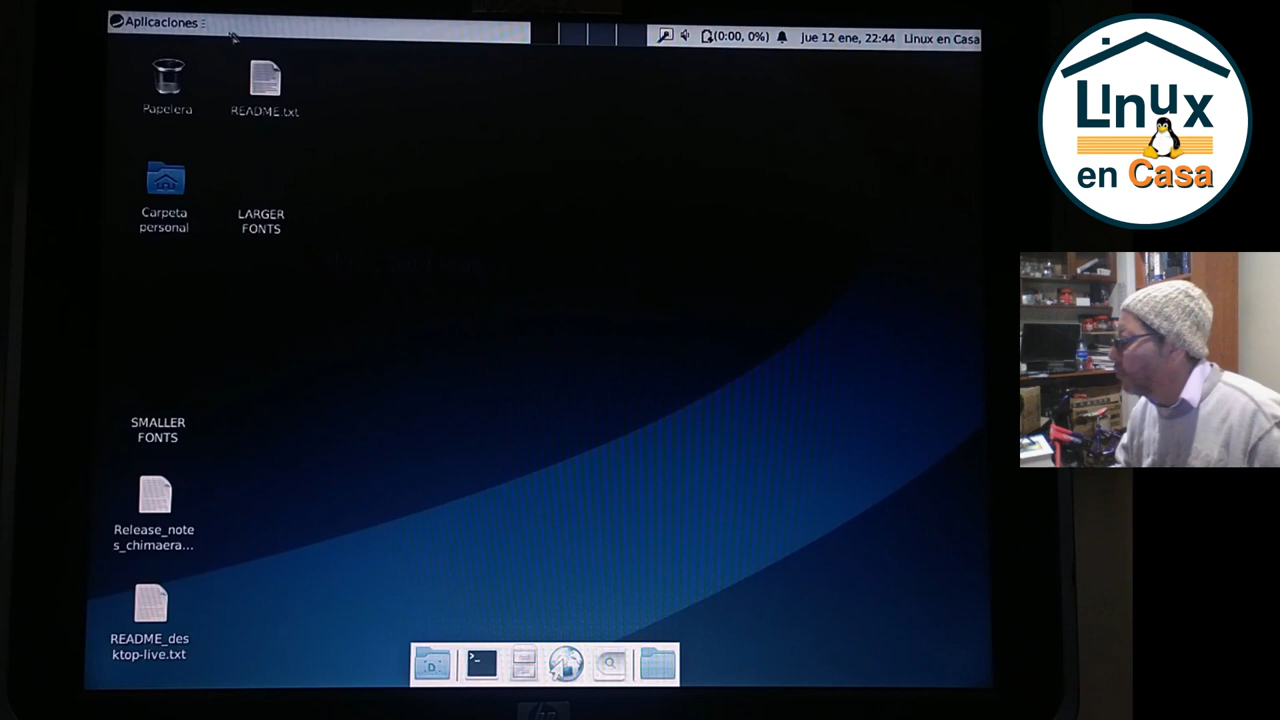 Aplicaciones
(0:00, 0%)
Jue 12 ene, 22:44
Linux en Casa
Papelera
README.txt
Carpeta
personal
LARGER
FONTS
SMALLER
FONTS
Release_note
s_chimaera...
README_des
ktop-live.txt
D
>_
hp
Linux
en Casa